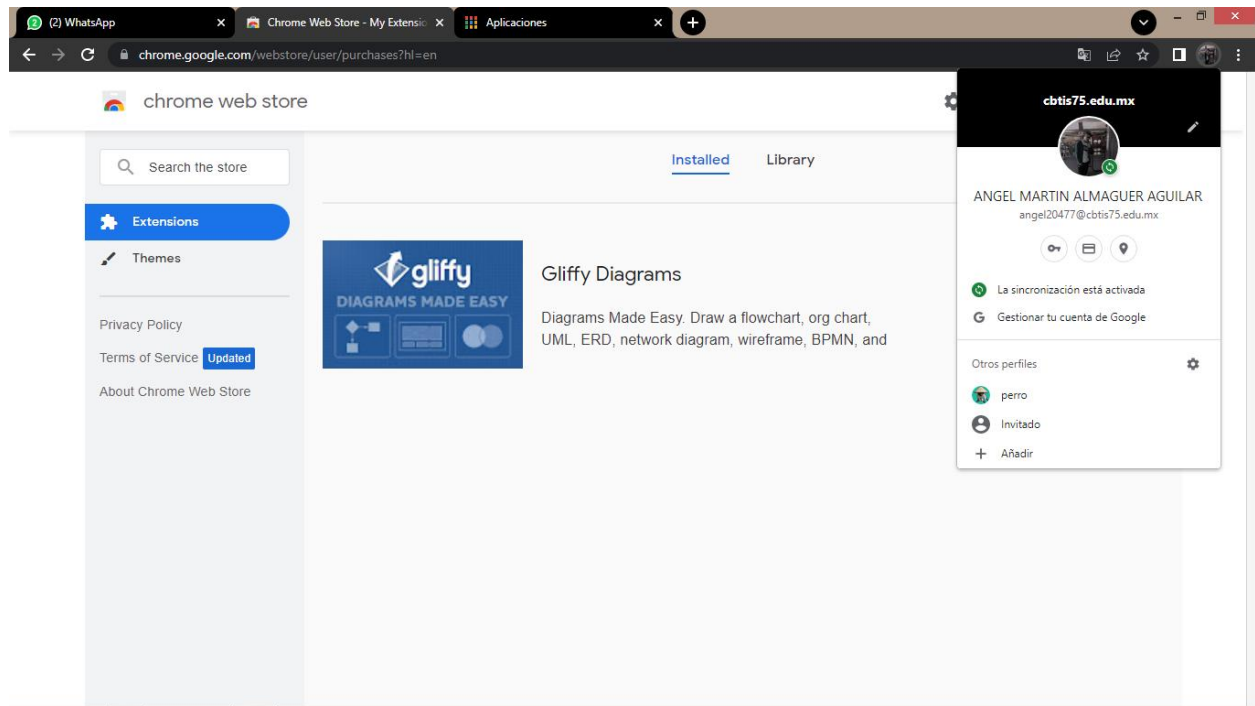 (2) WhatsApp
Chrome Web Store - My Extensio
Aplicaciones
chrome.google.com/webstore/user/purchases?hl=en
chrome web store
Search the store
Extensions
Themes
Privacy Policy
Terms of Service Updated
About Chrome Web Store
Installed Library
gliffy
DIAGRAMS MADE EASY
Gliffy Diagrams
Diagrams Made Easy. Draw a flowchart, org chart,
UML, ERD, network diagram, wireframe, BPMN, and
cbtis75.edu.mx
ANGEL MARTIN ALMAGUER AGUILAR
angel20477@cbtis75.edu.mx
La sincronización está activada
Gestionar tu cuenta de Google
Otros perfiles
perro
Invitado
Añadir